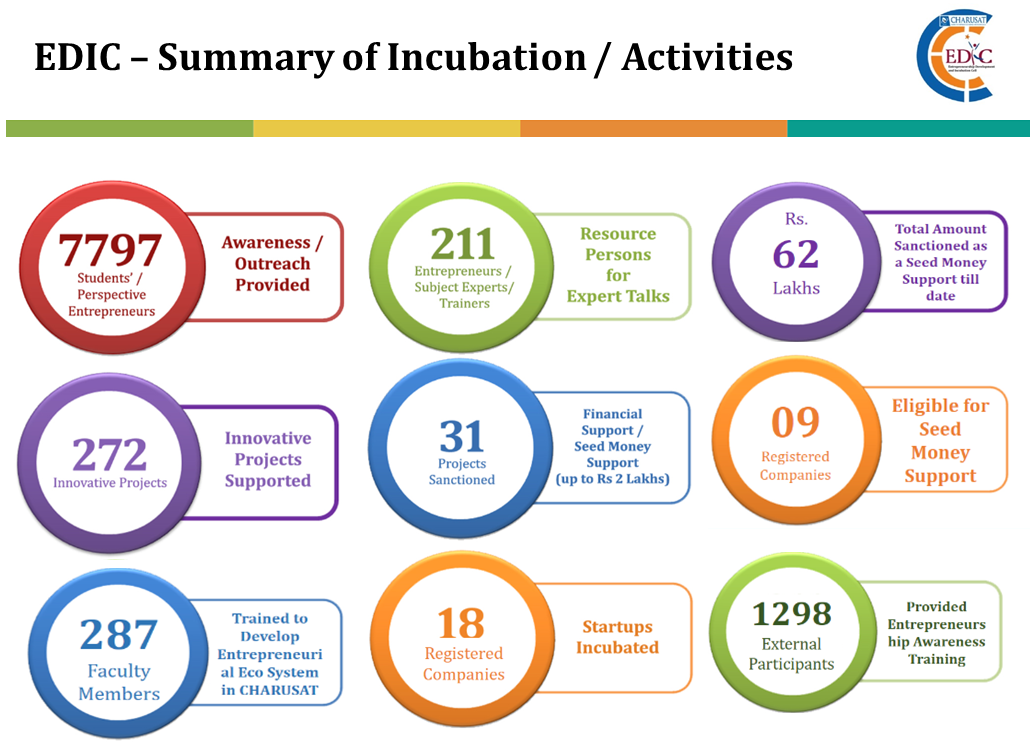 EDIC – Summary of Incubation / Activities
CHARUSAT
EDIC
Entrepreneurship Development
and Incubation Cell
7797
Students' /
Perspective
Entrepreneurs
Awareness /
Outreach
Provided
211
Entrepreneurs /
Subject Experts/
Trainers
Resource
Persons
for
Expert Talks
Rs.
62
Lakhs
Total Amount
Sanctioned as
a Seed Money
Support till
date
272
Innovative Projects
Innovative
Projects
Supported
31
Projects
Sanctioned
Financial
Support /
Seed Money
Support
(up to Rs 2 Lakhs)
09
Registered
Companies
Eligible for
Seed
Money
Support
287
Faculty
Members
Trained to
Develop
Entrepreneuri
al Eco System
in CHARUSAT
18
Registered
Companies
Startups
Incubated
1298
External
Participants
Provided
Entrepreneurs
hip Awareness
Training